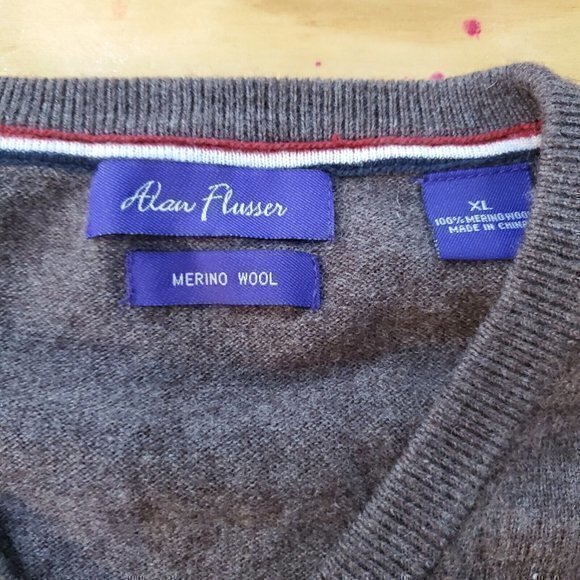 Alan Flusser
MERINO WOOL
XL
100% MERINO WOOL
MADE IN CHINA